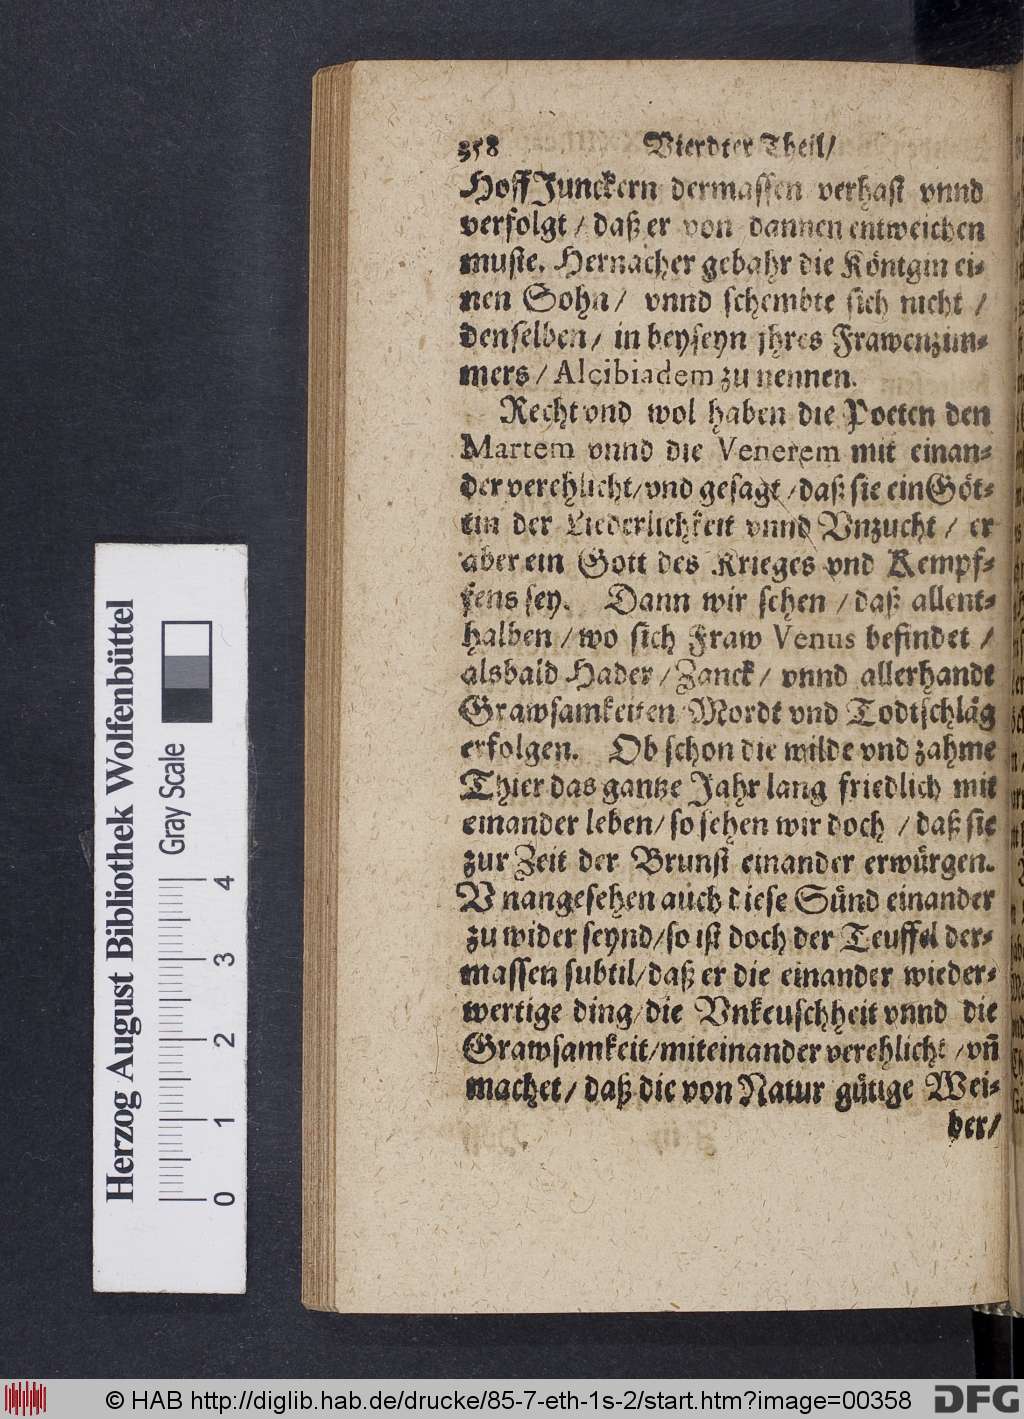 358 Vierdter Theil/
HoffJunckern dermassen verhast vnnd
verfolgt / daß er von dannen entweichen
muste. Hernacher gebahr die Königin ei-
nen Sohn / vnnd schembte sich nicht /
denselben / in beyseyn jhres Frawenzim-
mers / Alcibiadem zu nennen.
Recht vnd wol haben die Poeten den
Martem vnnd die Venerem mit einan-
der verehlicht / vnd gesagt / daß sie ein Göt-
tin der Liederlichkeit vnnd Vnzucht / er
aber ein Gott des Krieges vnd Kempf-
fens sey. Dann wir sehen / daß allent-
halben / wo sich Fraw Venus befindet /
alsbald Hader / Zanck / vnnd allerhandt
Grawsamkeiten Mordt vnd Todtschläg
erfolgen. Ob schon die wilde vnd zahme
Thier das gantze Jahr lang friedlich mit
einander leben / so sehen wir doch / daß sie
zur Zeit der Brunst einander erwürgen.
Vnangesehen auch diese Sünd einander
zu wider seynd / so ist doch der Teuffel der-
massen subtil / daß er die einander wieder-
wertige ding / die Vnkeuschheit vnnd die
Grawsamkeit / miteinander verehlicht / vñ
machet / daß die von Natur gütige Wei-
ber /
Herzog August Bibliothek Wolfenbüttel
Gray Scale
0 1 2 3 4
© HAB http://diglib.hab.de/drucke/85-7-eth-1s-2/start.htm?image=00358
DFG